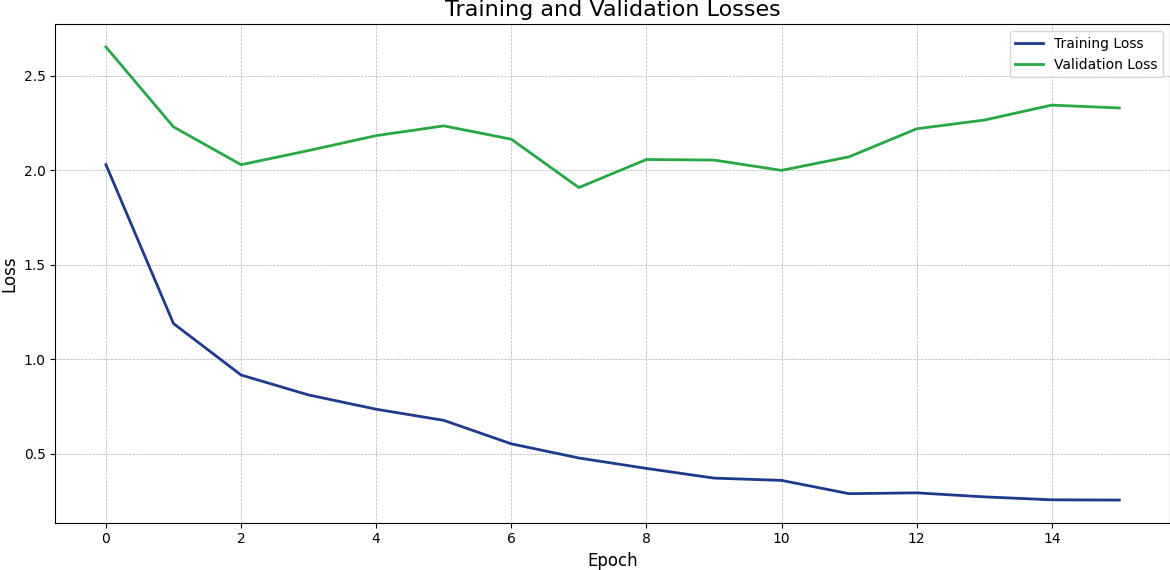 Training and Validation Losses
Training Loss
Validation Loss
2.5
2.0
1.5
1.0
0.5
Loss
0 2 4 6 8 10 12 14
Epoch